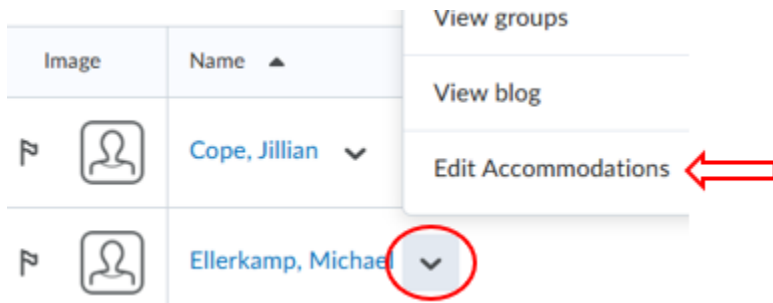 View groups
Image Name
View blog
Cope, Jillian
Edit Accommodations
Ellerkamp, Michael